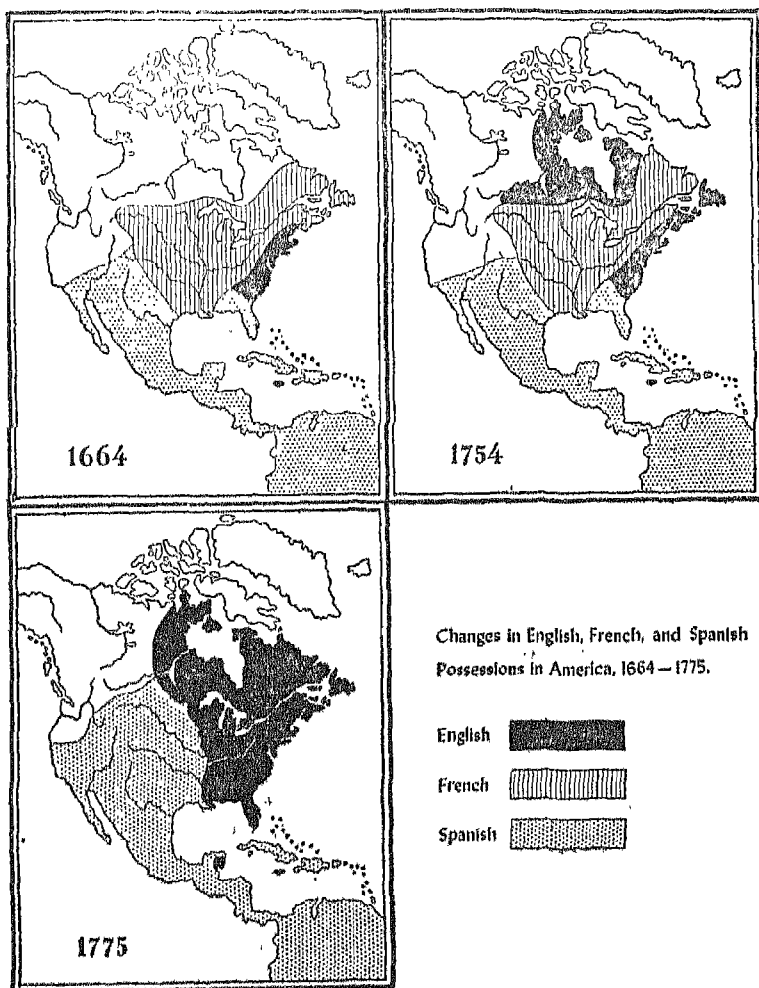 1664
1754
1775
Changes in English, French, and Spanish
Possessions in America, 1664–1775.
English
French
Spanish